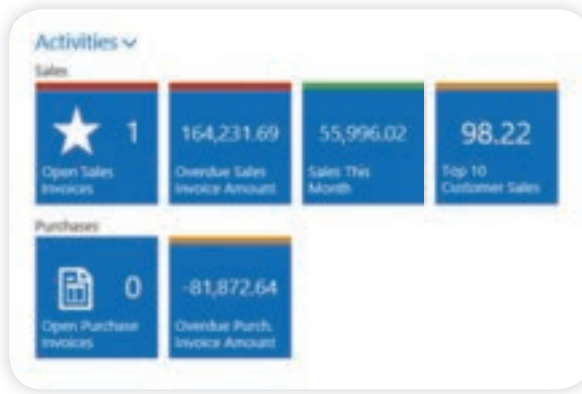 Activities
Sales
1
Open Sales
Invoices
164,231.69
Overdue Sales
Invoice Amount
55,996.02
Sales This
Month
98.22
Top 10
Customer Sales
Purchases
0
Open Purchase
Invoices
-81,872.64
Overdue Purch.
Invoice Amount